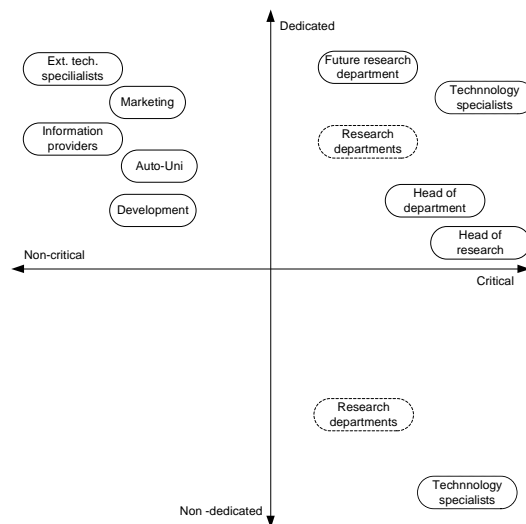 Dedicated
Ext. tech.
specilialists
Future research
department
Marketing
Technnology
specialists
Information
providers
Research
departments
Auto-Uni
Development
Head of
department
Head of
research
Non-critical
Critical
Research
departments
Technnology
specialists
Non -dedicated